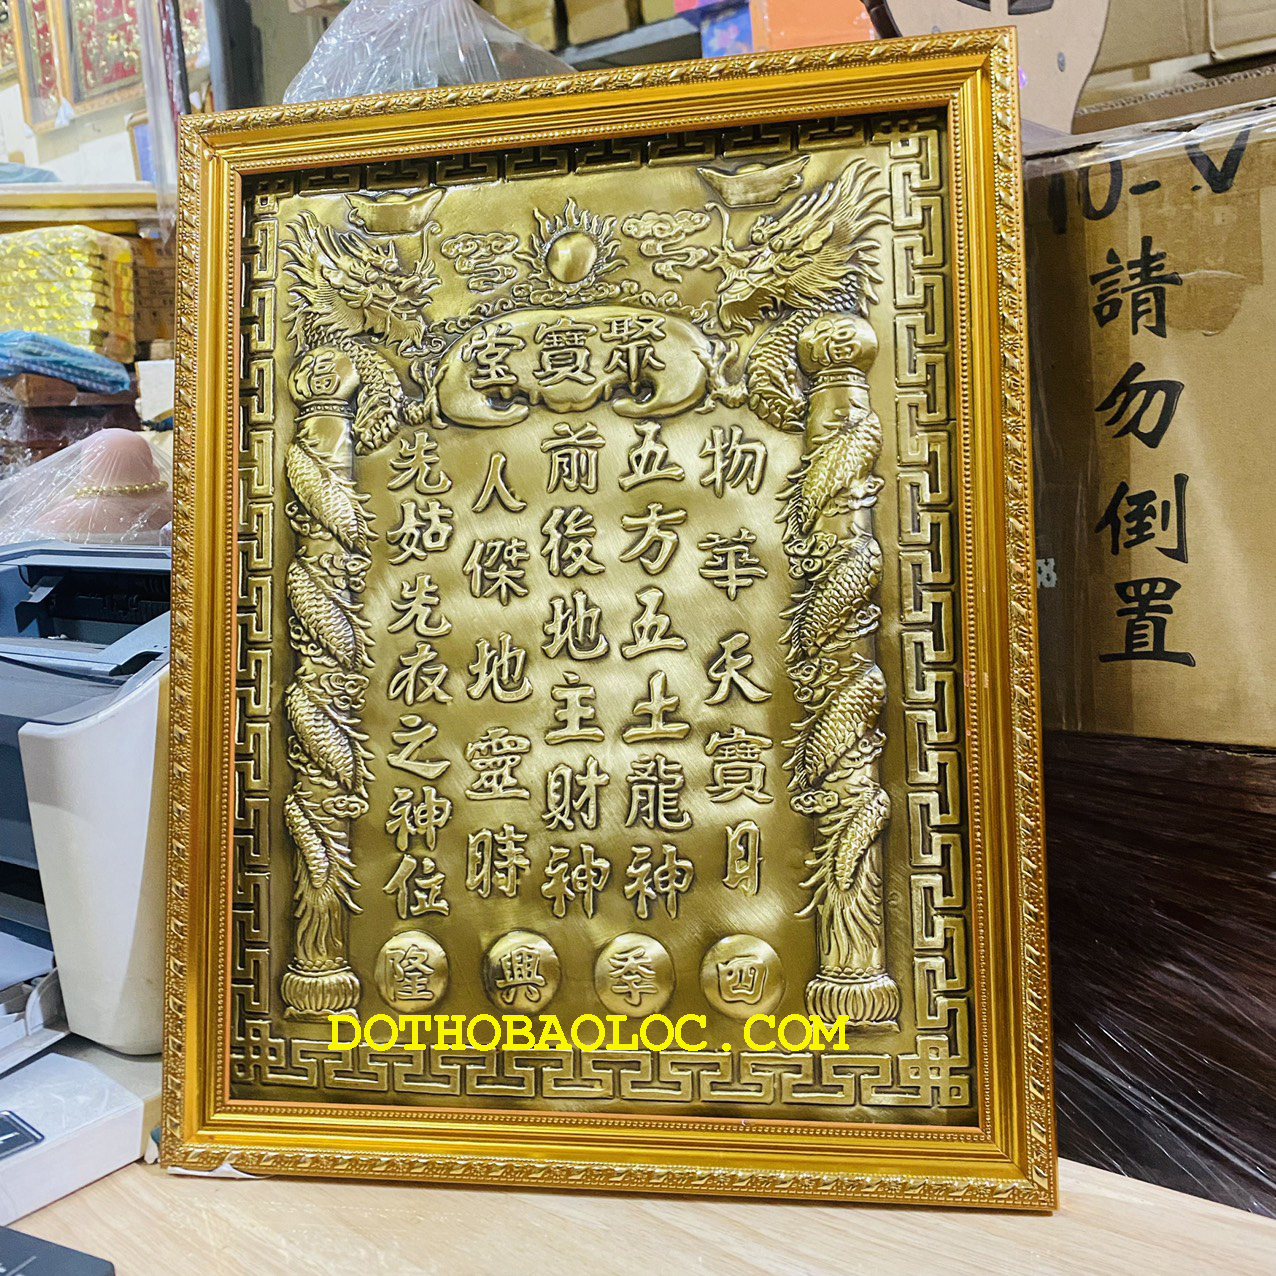 聚寶堂
福
福
物華天寶日
五方五土龍神
前後地主財神
人傑地靈時
先姑先衣之神位
四季興隆
DOTHOBAOLOC.COM
請勿倒置